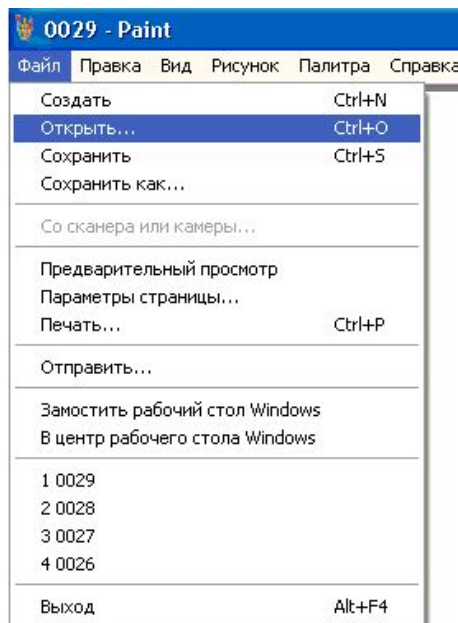 0029 - Paint
Файл Правка Вид Рисунок Палитра Справка
Создать Ctrl+N
Открыть... Ctrl+O
Сохранить Ctrl+S
Сохранить как...
Со сканера или камеры...
Предварительный просмотр
Параметры страницы...
Печать... Ctrl+P
Отправить...
Замостить рабочий стол Windows
В центр рабочего стола Windows
1 0029
2 0028
3 0027
4 0026
Выход Alt+F4